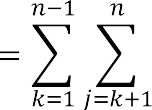 = \sum_{k=1}^{n-1} \sum_{j=k+1}^{n}